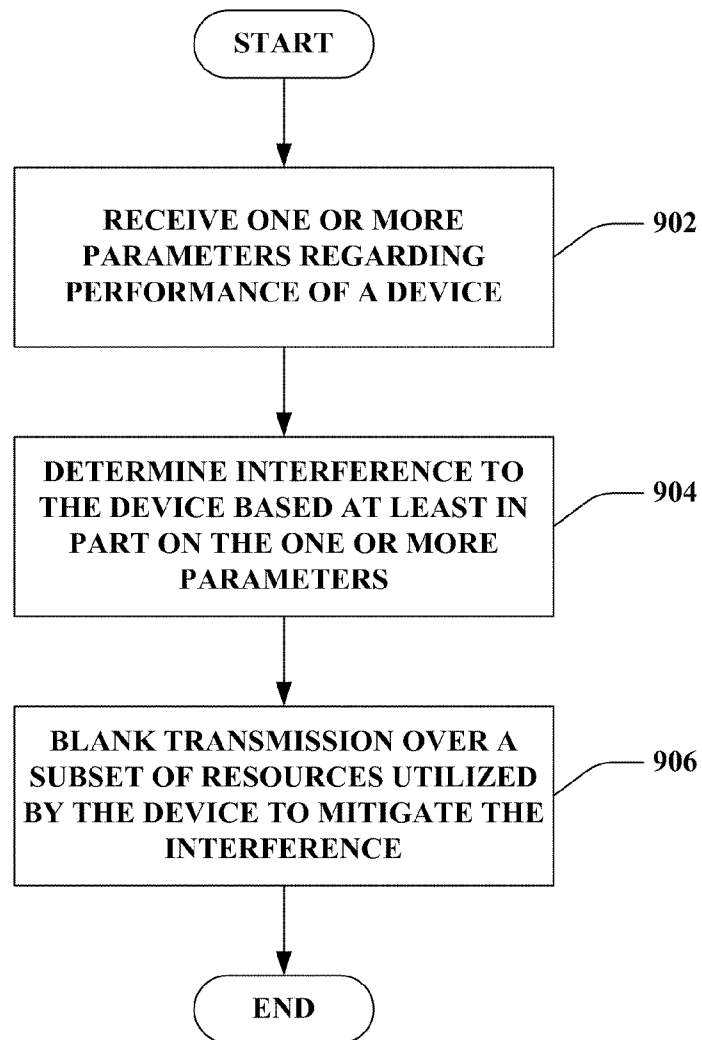 START
RECEIVE ONE OR MORE
PARAMETERS REGARDING
PERFORMANCE OF A DEVICE
902
DETERMINE INTERFERENCE TO
THE DEVICE BASED AT LEAST IN
PART ON THE ONE OR MORE
PARAMETERS
904
BLANK TRANSMISSION OVER A
SUBSET OF RESOURCES UTILIZED
BY THE DEVICE TO MITIGATE THE
INTERFERENCE
906
END